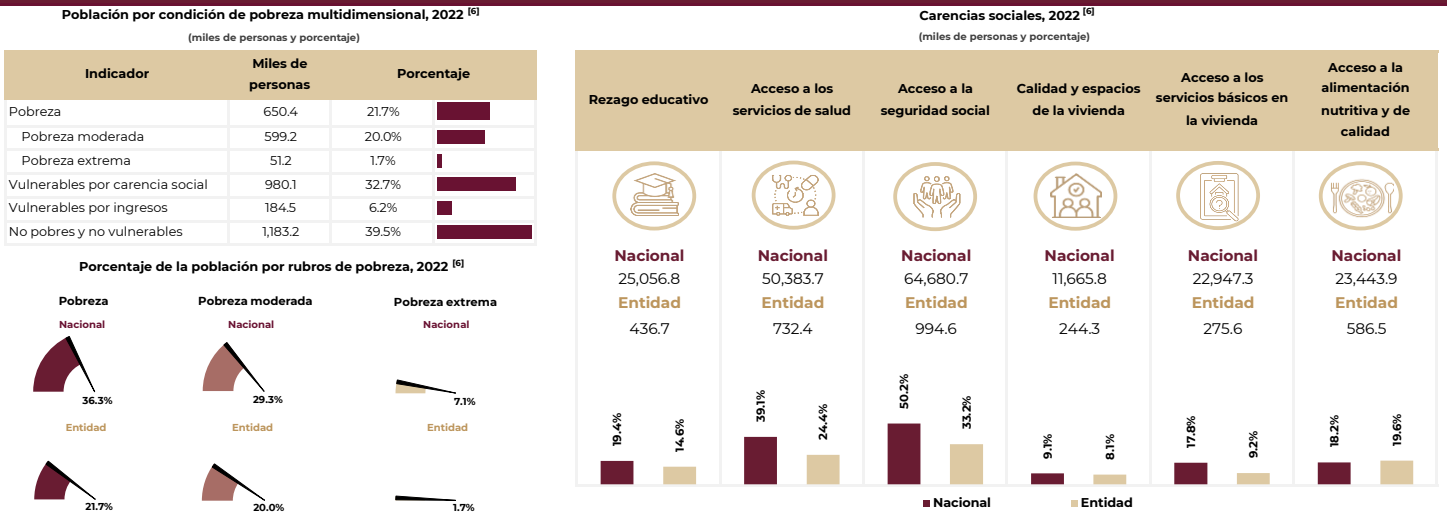 Población por condición de pobreza multidimensional, 2022 [6]
(miles de personas y porcentaje)
Indicador Miles de personas Porcentaje
Pobreza 650.4 21.7%
Pobreza moderada 599.2 20.0%
Pobreza extrema 51.2 1.7%
Vulnerables por carencia social 980.1 32.7%
Vulnerables por ingresos 184.5 6.2%
No pobres y no vulnerables 1,183.2 39.5%
Porcentaje de la población por rubros de pobreza, 2022 [6]
Pobreza Pobreza moderada Pobreza extrema
Nacional Nacional Nacional
36.3% 29.3% 7.1%
Entidad Entidad Entidad
21.7% 20.0% 1.7%
Carencias sociales, 2022 [6]
(miles de personas y porcentaje)
Rezago educativo
Acceso a los
servicios de salud
Acceso a la
seguridad social
Calidad y espacios
de la vivienda
Acceso a los
servicios básicos en
la vivienda
Acceso a la
alimentación
nutritiva y de
calidad
Nacional Nacional Nacional Nacional Nacional Nacional
25,056.8 50,383.7 64,680.7 11,665.8 22,947.3 23,443.9
Entidad Entidad Entidad Entidad Entidad Entidad
436.7 732.4 994.6 244.3 275.6 586.5
19.4% 14.6% 39.1% 24.4% 50.2% 33.2% 9.1% 8.1% 17.8% 9.2% 18.2% 19.6%
Nacional Entidad